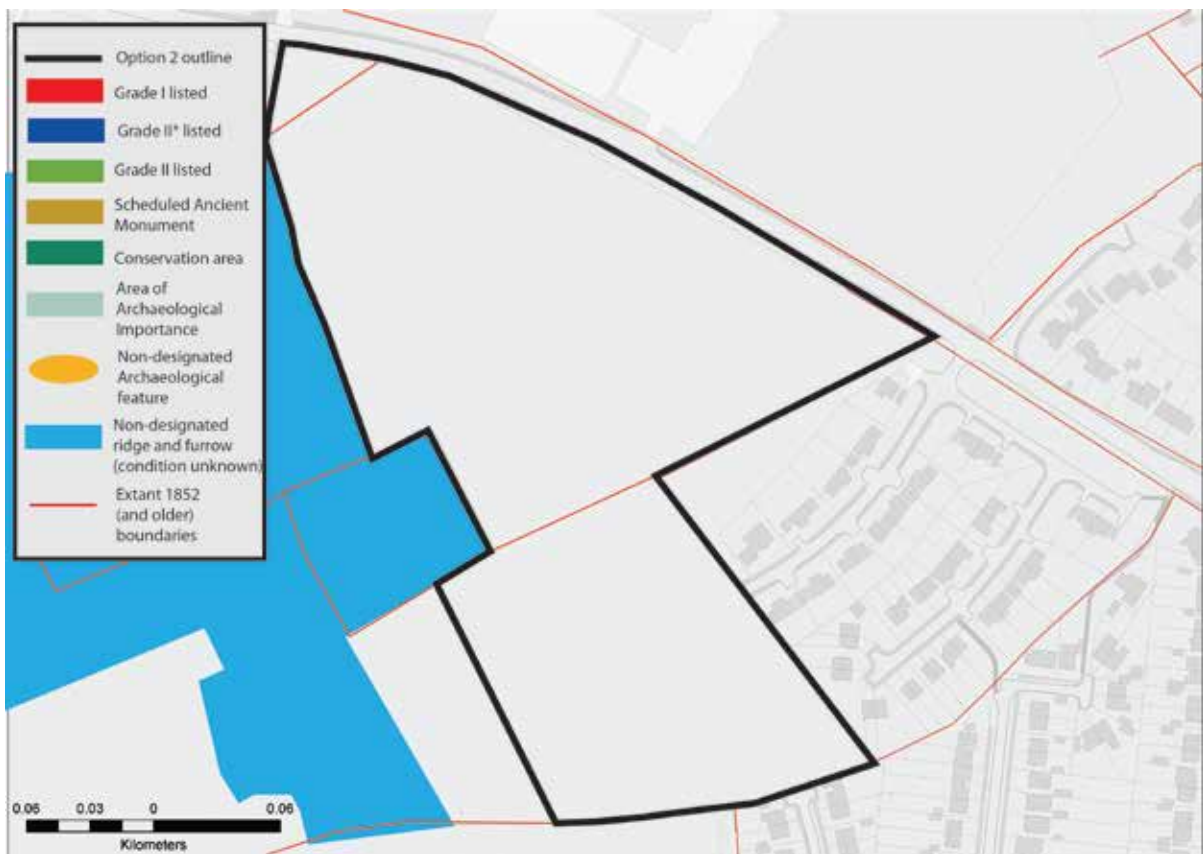 Option 2 outline
Grade I listed
Grade II* listed
Grade II listed
Scheduled Ancient
Monument
Conservation area
Area of
Archaeological
Importance
Non-designated
Archaeological
feature
Non-designated
ridge and furrow
(condition unknown)
Extant 1852
(and older)
boundaries
0.06 0.03 0 0.06
Kilometers